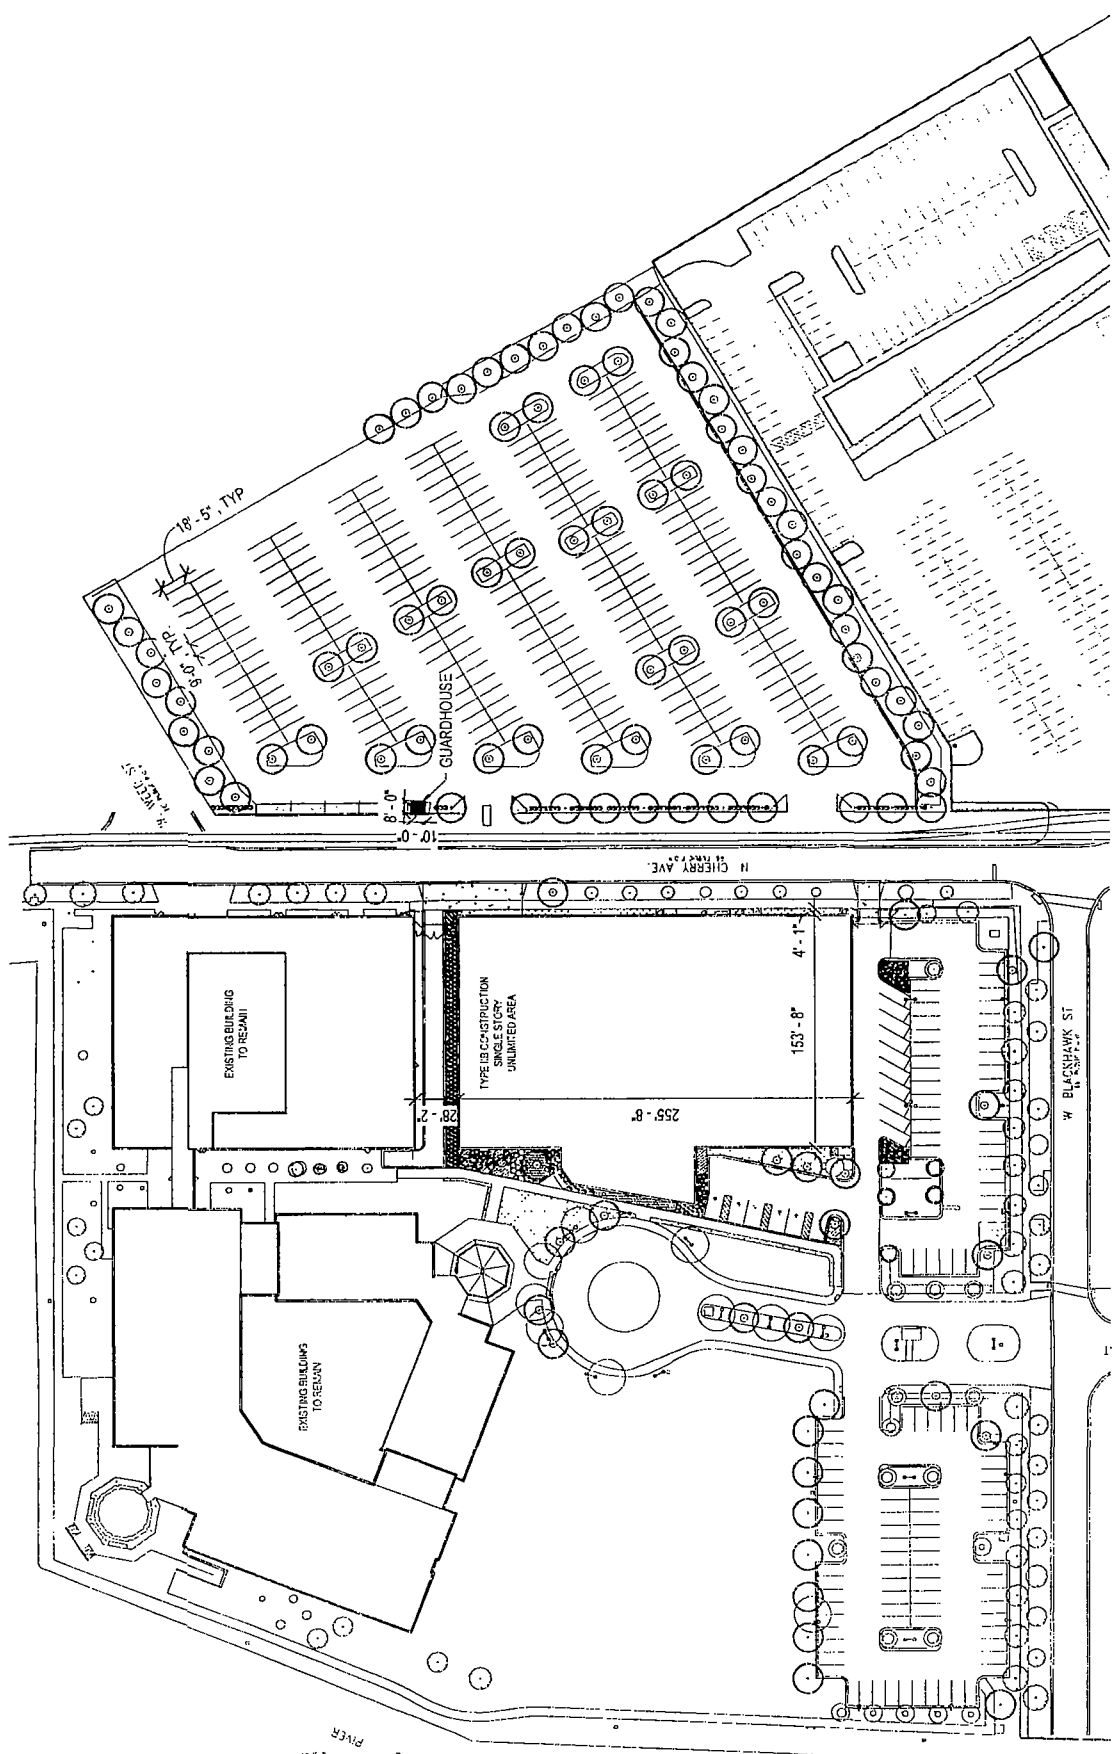 18'-5", TYP
9'-0", TYP.
GUARDHOUSE
8'-0"
10'-0"
N CHERRY AVE.
EXISTING BUILDING
TO REMAIN
TYPE IIB CONSTRUCTION
SINGLE STORY
UNLIMITED AREA
4'-1"
153'-8"
28'-2"
255'-8"
W BLACKHAWK ST
EXISTING BUILDING
TO REMAIN
RIVER